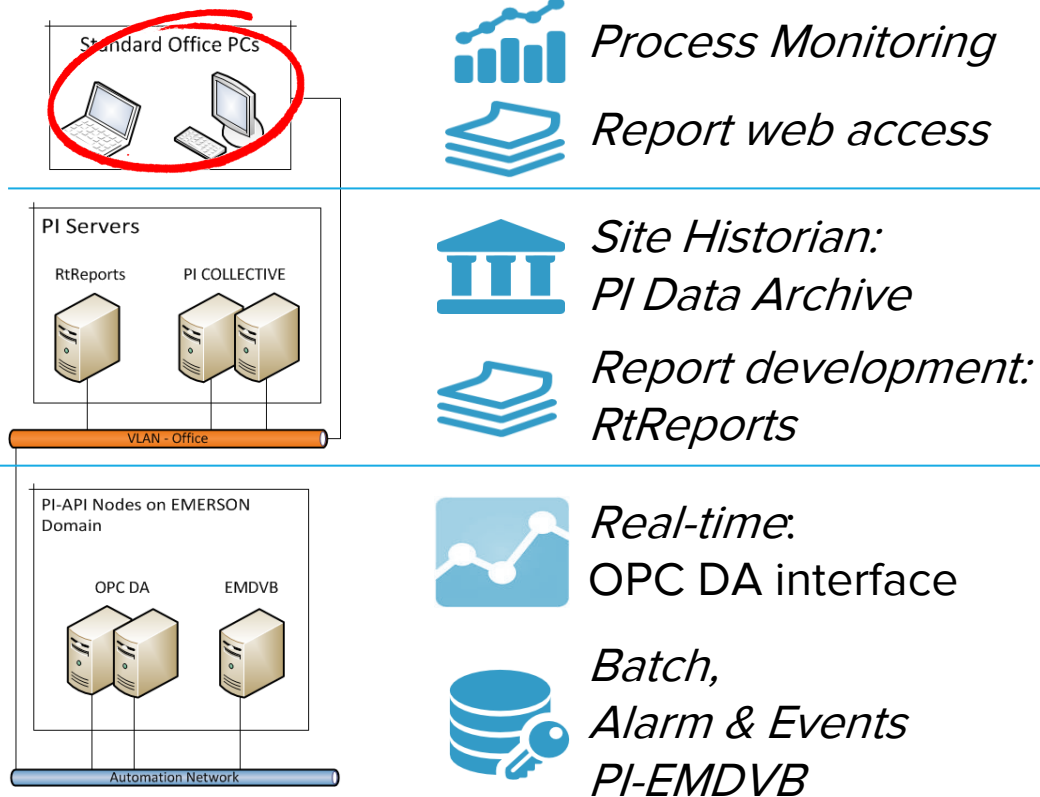 Standard Office PCs
Process Monitoring
Report web access
PI Servers
RtReports
PI COLLECTIVE
VLAN - Office
Site Historian:
PI Data Archive
Report development:
RtReports
PI-API Nodes on EMERSON
Domain
OPC DA
EMDVB
Automation Network
Real-time:
OPC DA interface
Batch,
Alarm & Events
PI-EMDVB